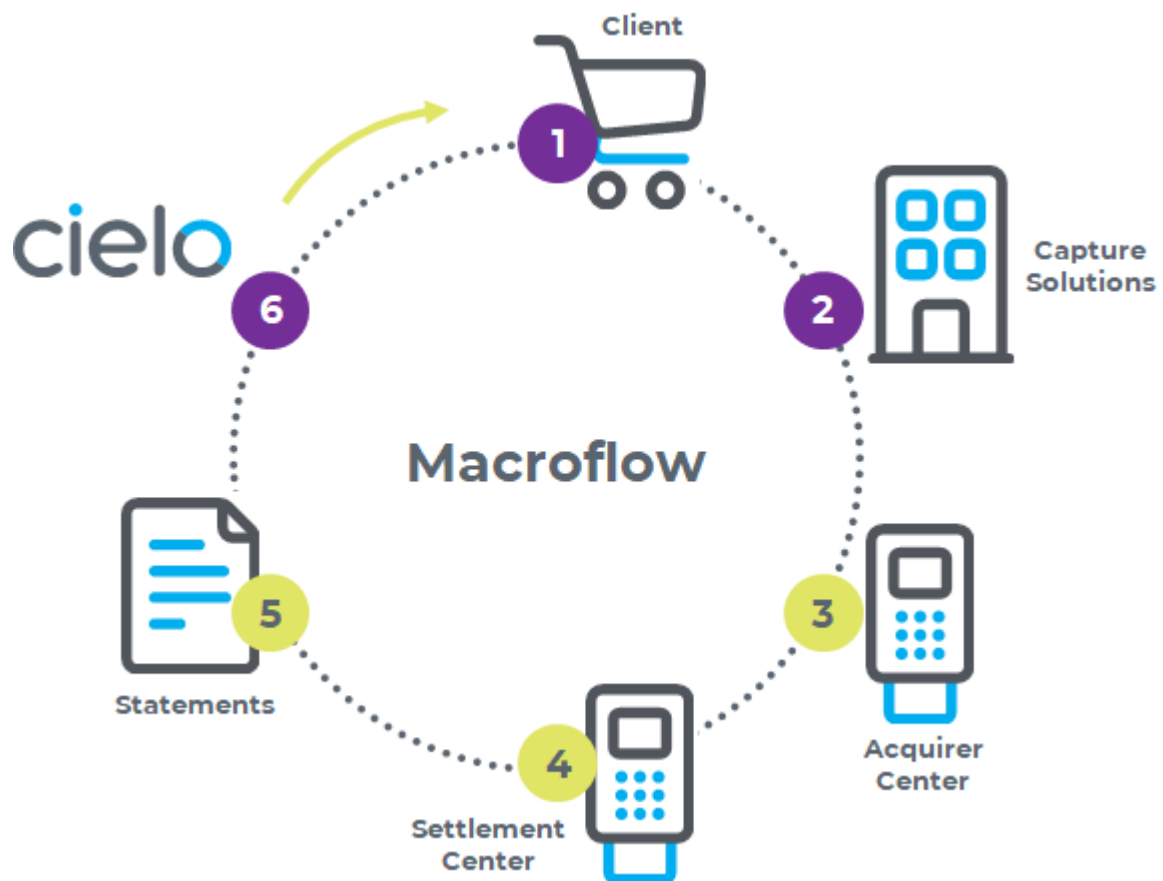 Client
1
Capture
Solutions
2
cielo
6
Macroflow
3
5
Statements
Acquirer
Center
4
Settlement
Center